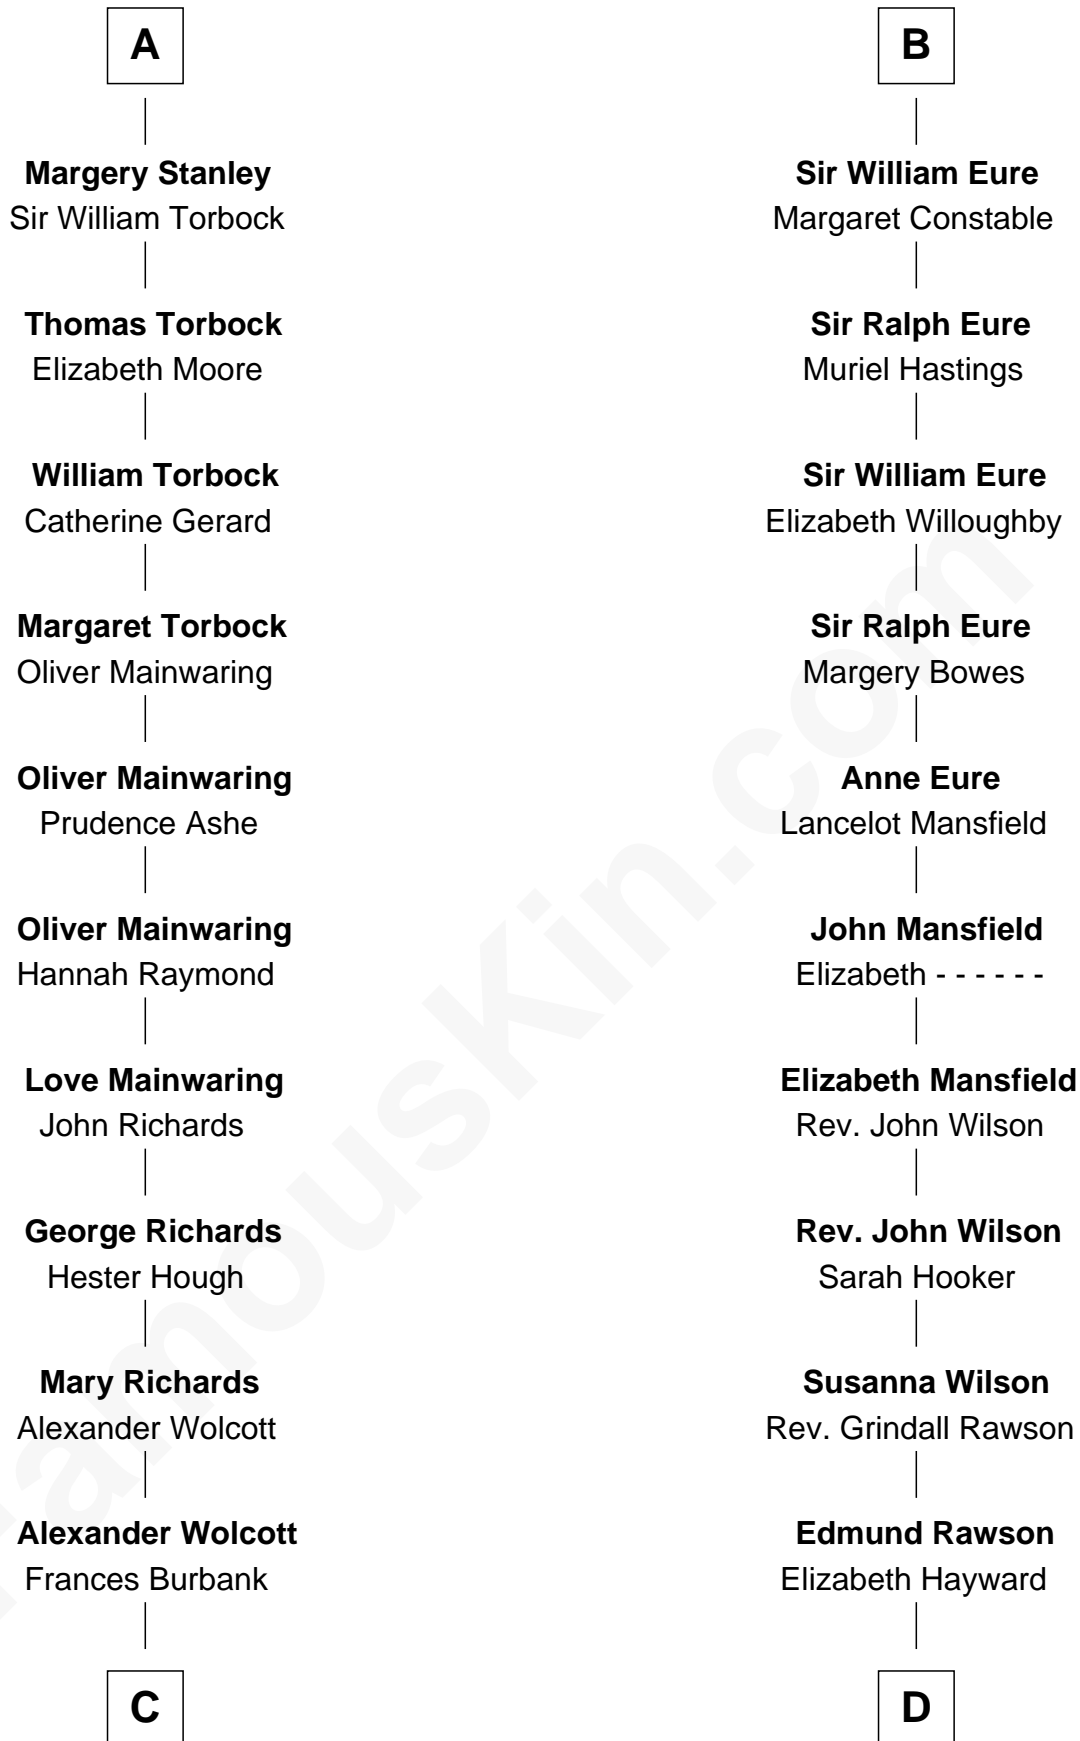 A
Margery Stanley
Sir William Torbock
Thomas Torbock
Elizabeth Moore
William Torbock
Catherine Gerard
Margaret Torbock
Oliver Mainwaring
Oliver Mainwaring
Prudence Ashe
Oliver Mainwaring
Hannah Raymond
Love Mainwaring
John Richards
George Richards
Hester Hough
Mary Richards
Alexander Wolcott
Alexander Wolcott
Frances Burbank
C
B
Sir William Eure
Margaret Constable
Sir Ralph Eure
Muriel Hastings
Sir William Eure
Elizabeth Willoughby
Sir Ralph Eure
Margery Bowes
Anne Eure
Lancelot Mansfield
John Mansfield
Elizabeth - - - - - -
Elizabeth Mansfield
Rev. John Wilson
Rev. John Wilson
Sarah Hooker
Susanna Wilson
Rev. Grindall Rawson
Edmund Rawson
Elizabeth Hayward
D
FamousKin.com